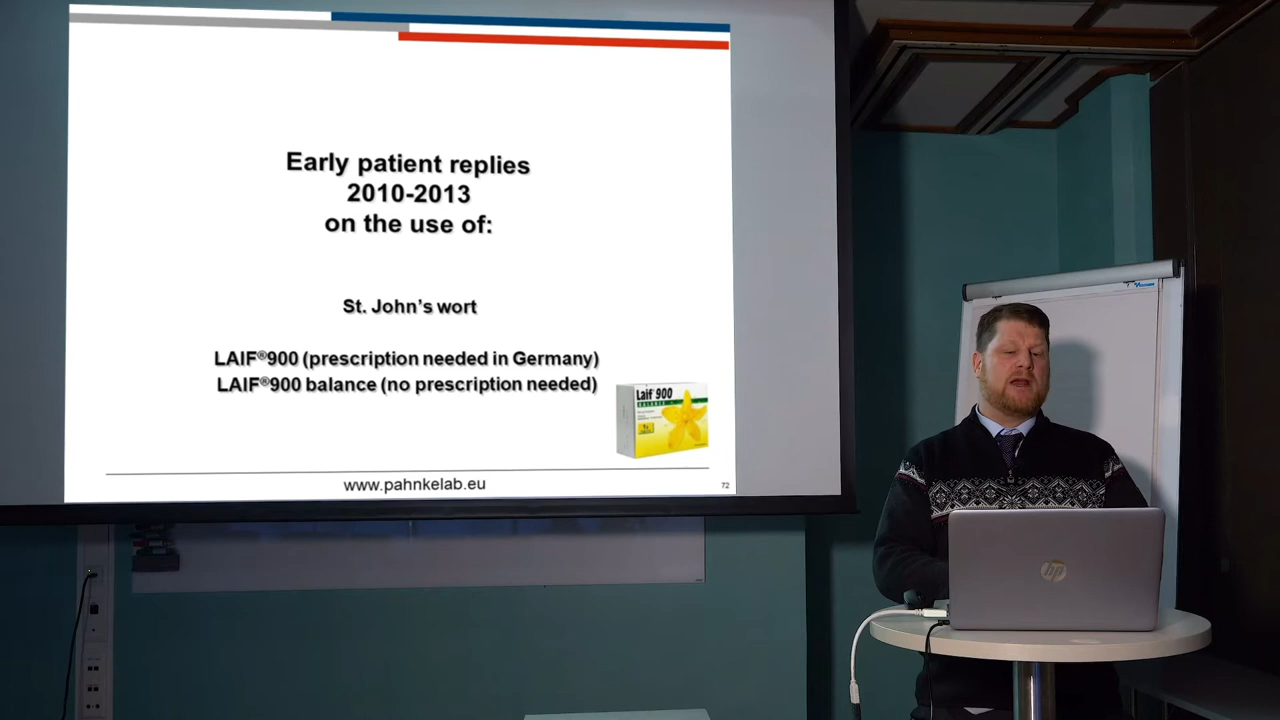 Early patient replies
2010-2013
on the use of:
St. John's wort
LAIF®900 (prescription needed in Germany)
LAIF®900 balance (no prescription needed)
Laif 900
BALANCE
www.pahnkelab.eu
72
hp